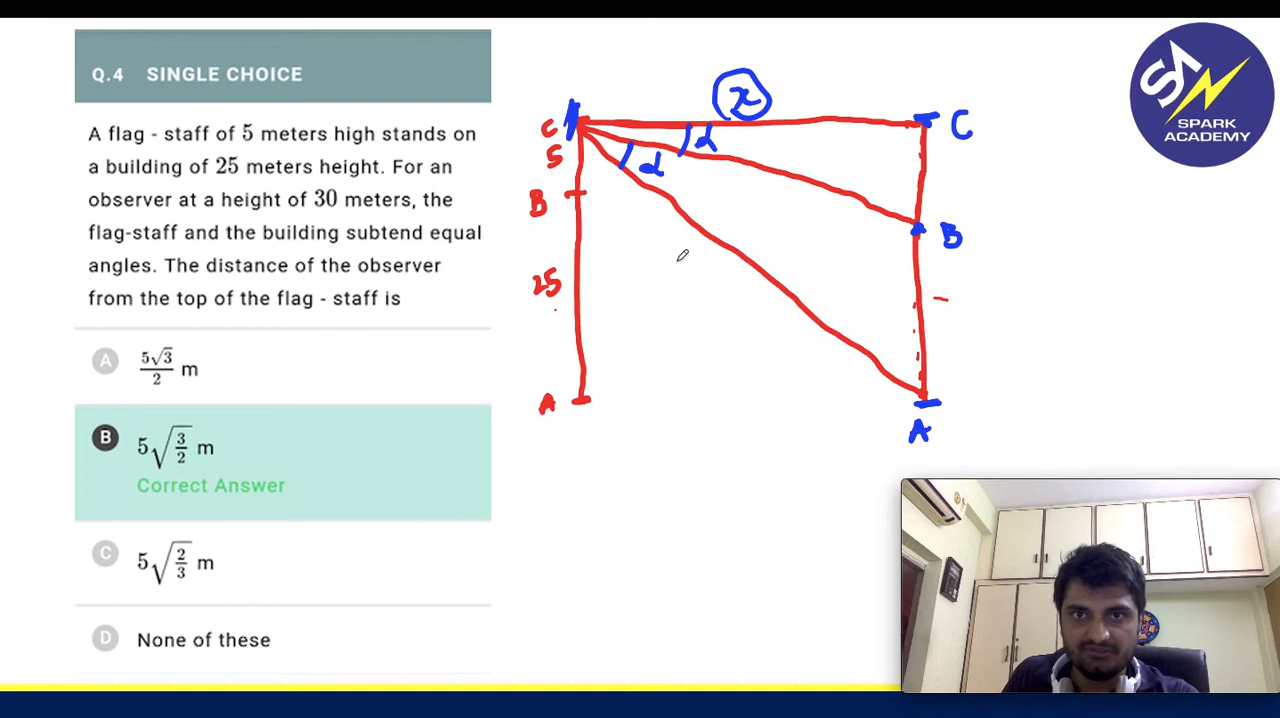 Q.4 SINGLE CHOICE
A flag - staff of 5 meters high stands on
a building of 25 meters height. For an
observer at a height of 30 meters, the
flag-staff and the building subtend equal
angles. The distance of the observer
from the top of the flag - staff is
A
5√3/2 m
B
5√(3/2) m
Correct Answer
C
5√(2/3) m
D
None of these
x
C
5
B
25
A
α
α
C
B
A
SPARK
ACADEMY